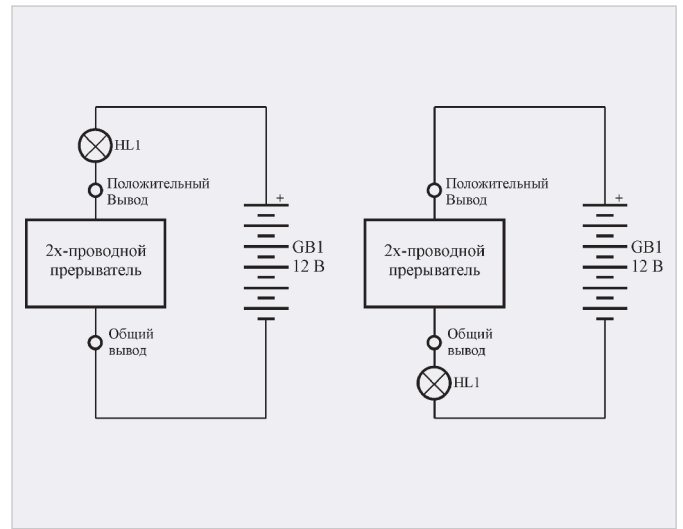 HL1
Положительный
Вывод
+
2х-проводной
прерыватель
GB1
12 В
Общий
вывод
Положительный
Вывод
+
2х-проводной
прерыватель
GB1
12 В
Общий
вывод
HL1